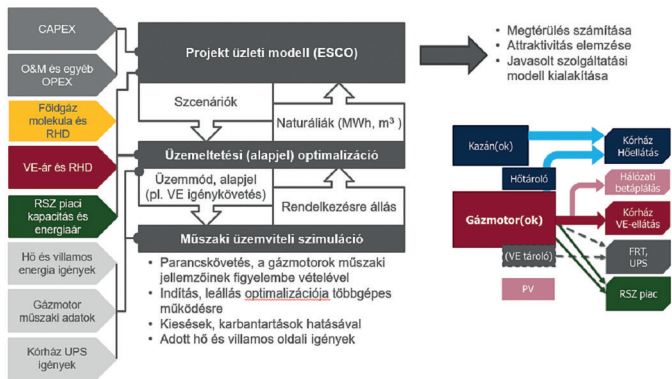 CAPEX
O&M és egyéb
OPEX
Földgáz
molekula és
RHD
VE-ár és RHD
RSZ piaci
kapacitás és
energiaár
Hő és villamos
energia igények
Gázmotor
műszaki adatok
Kórház UPS
igények
Projekt üzleti modell (ESCO)
Szcenáriók
Naturáliák (MWh, m³ )
Üzemeltetési (alapjel) optimalizáció
Üzemmód, alapjel
(pl. VE igénykövetés)
Rendelkezésre állás
Műszaki üzemviteli szimuláció
• Parancskövetés, a gázmotorok műszaki
jellemzőinek figyelembe vételével
• Indítás, leállás optimalizációja többgépes
működésre
• Kiesések, karbantartások hatásával
• Adott hő és villamos oldali igények
• Megtérülés számítása
• Attraktivitás elemzése
• Javasolt szolgáltatási
modell kialakítása
Kazán(ok)
Hőtároló
Gázmotor(ok)
(VE tároló)
PV
Kórház
Hőellátás
Hálózati
betáplálás
Kórház
VE-ellátás
FRT,
UPS
RSZ piac